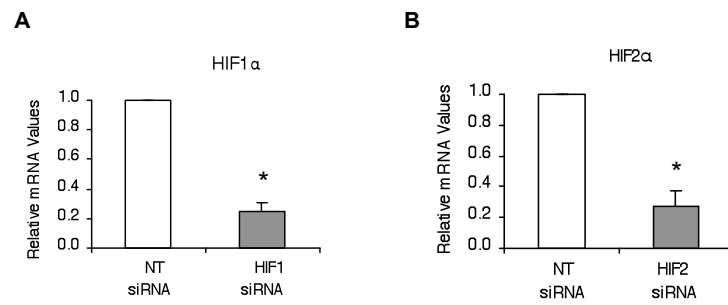 A
HIF1α
Relative mRNA Values
1.0
0.8
0.6
0.4
0.2
0.0
*
NT
siRNA
HIF1
siRNA
B
HIF2α
Relative mRNA Values
1.0
0.8
0.6
0.4
0.2
0.0
*
NT
siRNA
HIF2
siRNA